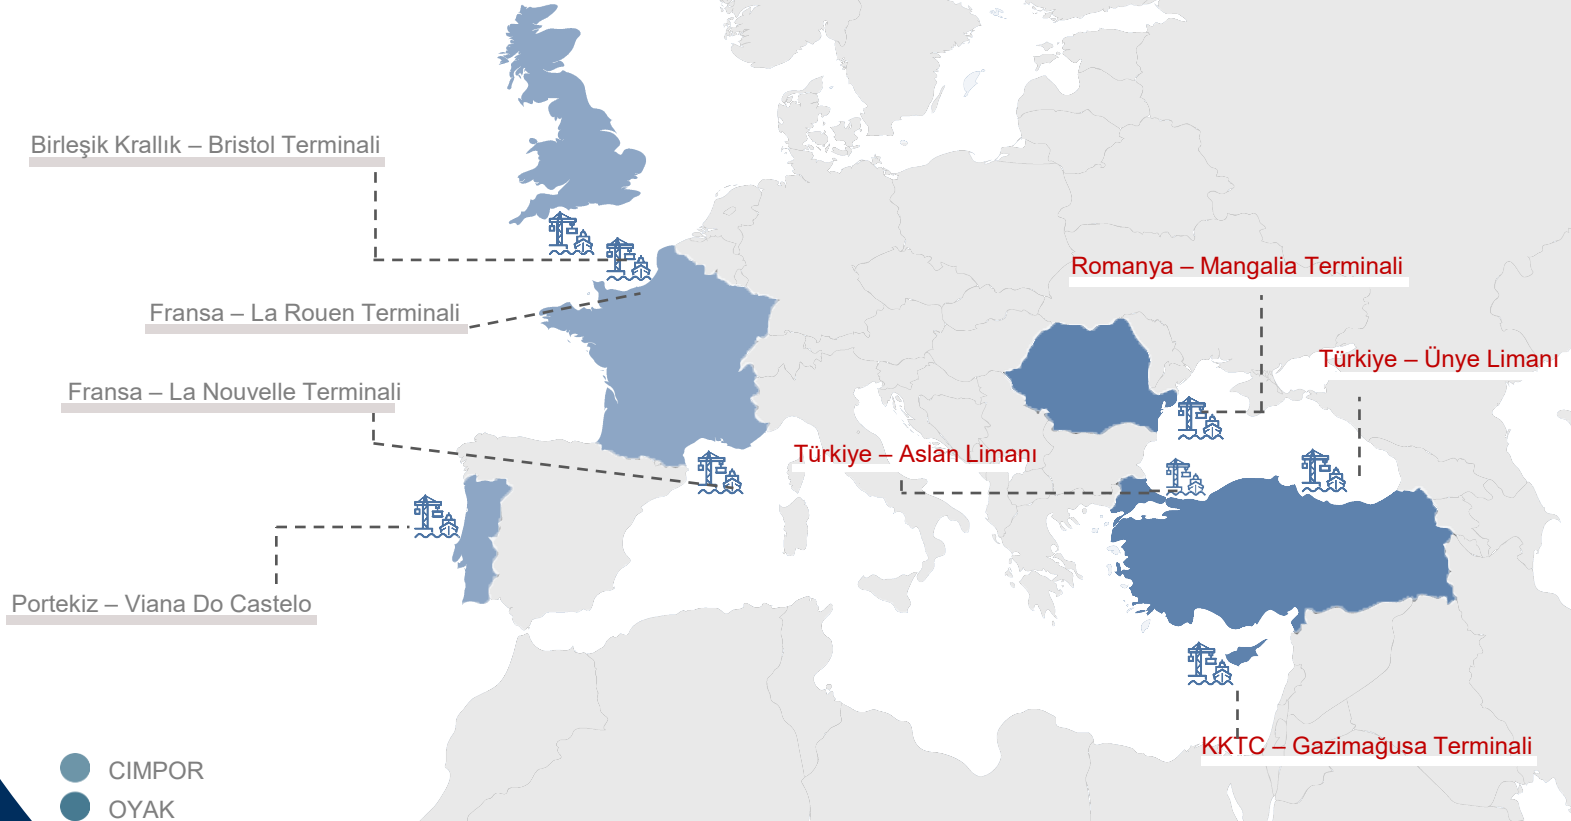 Birleşik Krallık – Bristol Terminali
Fransa – La Rouen Terminali
Fransa – La Nouvelle Terminali
Portekiz – Viana Do Castelo
Romanya – Mangalia Terminali
Türkiye – Ünye Limanı
Türkiye – Aslan Limanı
KKTC – Gazimağusa Terminali
CIMPOR
OYAK